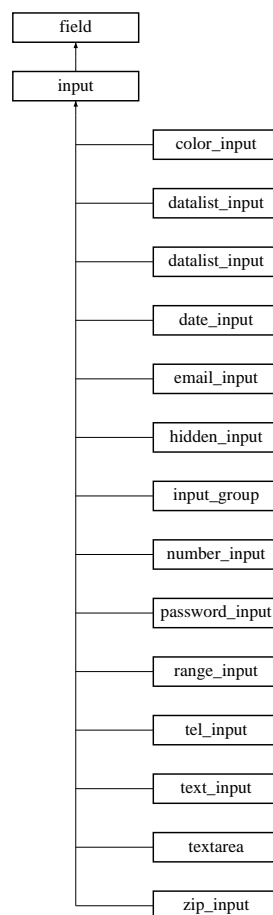 field
input
color_input
datalist_input
datalist_input
date_input
email_input
hidden_input
input_group
number_input
password_input
range_input
tel_input
text_input
textarea
zip_input